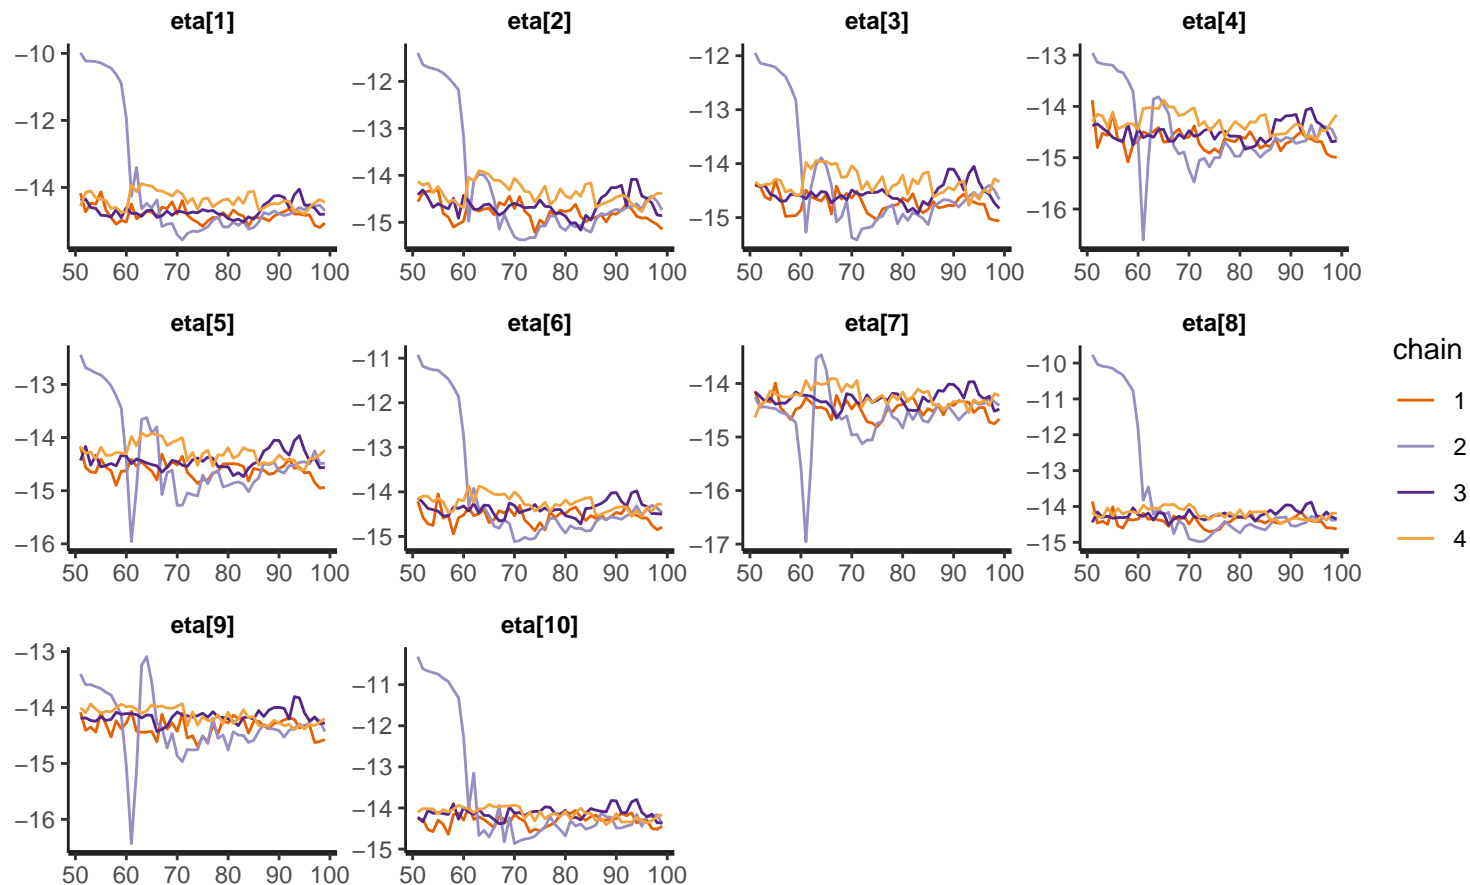 eta[1] eta[2] eta[3] eta[4]
−10 −12 −14
−12 −13 −14 −15
−12 −13 −14 −15
−13 −14 −15 −16
50 60 70 80 90 100 50 60 70 80 90 100 50 60 70 80 90 100 50 60 70 80 90 100
eta[5] eta[6] eta[7] eta[8]
−13 −14 −15 −16
−11 −12 −13 −14 −15
−14 −15 −16 −17
−10 −11 −12 −13 −14 −15
50 60 70 80 90 100 50 60 70 80 90 100 50 60 70 80 90 100 50 60 70 80 90 100
eta[9] eta[10]
−13 −14 −15 −16
−11 −12 −13 −14 −15
50 60 70 80 90 100 50 60 70 80 90 100
chain
1
2
3
4